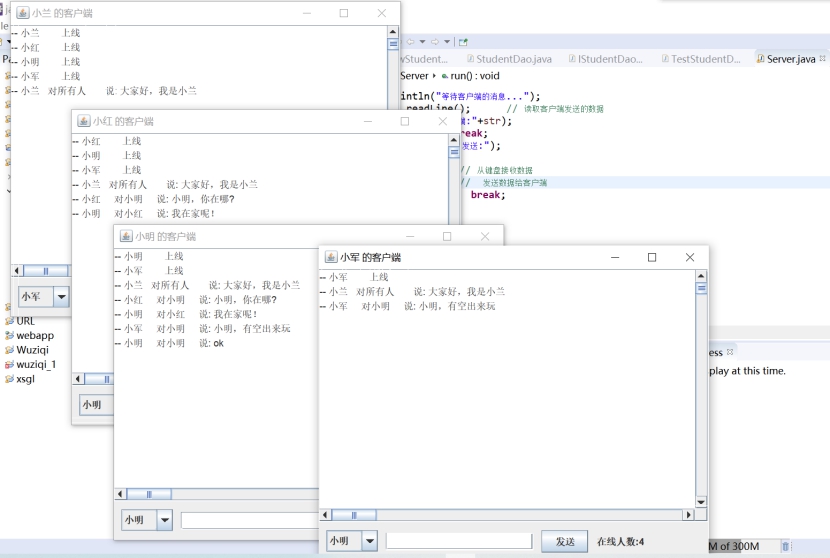 小兰 的客户端
-- 小兰 上线
-- 小红 上线
-- 小明 上线
-- 小军 上线
-- 小兰 对所有人 说: 大家好，我是小兰
小军
小红 的客户端
-- 小红 上线
-- 小明 上线
-- 小军 上线
-- 小兰 对所有人 说: 大家好，我是小兰
-- 小红 对小明 说: 小明，你在哪?
-- 小明 对小红 说: 我在家呢!
小明
小明 的客户端
-- 小明 上线
-- 小军 上线
-- 小兰 对所有人 说: 大家好，我是小兰
-- 小红 对小明 说: 小明，你在哪?
-- 小明 对小红 说: 我在家呢!
-- 小军 对小明 说: 小明，有空出来玩
-- 小明 对小明 说: ok
小明
小军 的客户端
-- 小军 上线
-- 小兰 对所有人 说: 大家好，我是小兰
-- 小军 对小明 说: 小明，有空出来玩
小明 发送 在线人数:4
wStudent... StudentDao.java IStudentDao... TestStudentD... Server.java
Server run() : void
intln("等待客户端的消息...");
readLine(); // 读取客户端发送的数据
端:"+str);
reak;
发送:");
// 从键盘接收数据
// 发送数据给客户端
break;
URL
webapp
Wuziqi
wuziqi_1
xsgl
ess
play at this time.
M of 300M